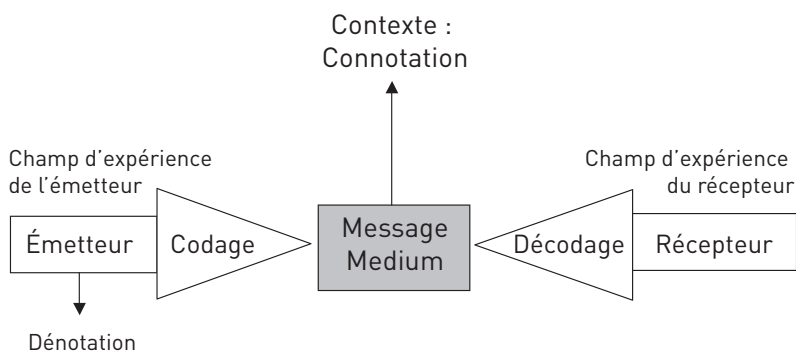 Contexte :
Connotation
Champ d’expérience
de l’émetteur
Champ d’expérience
du récepteur
Émetteur
Codage
Message
Medium
Décodage
Récepteur
Dénotation